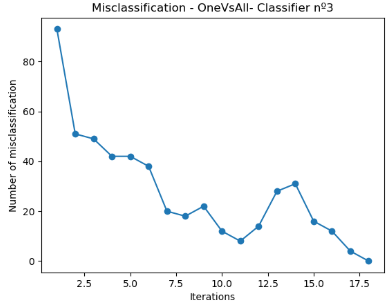 Misclassification - OneVsAll- Classifier nº3
Number of misclassification
80
60
40
20
0
2.5 5.0 7.5 10.0 12.5 15.0 17.5
Iterations